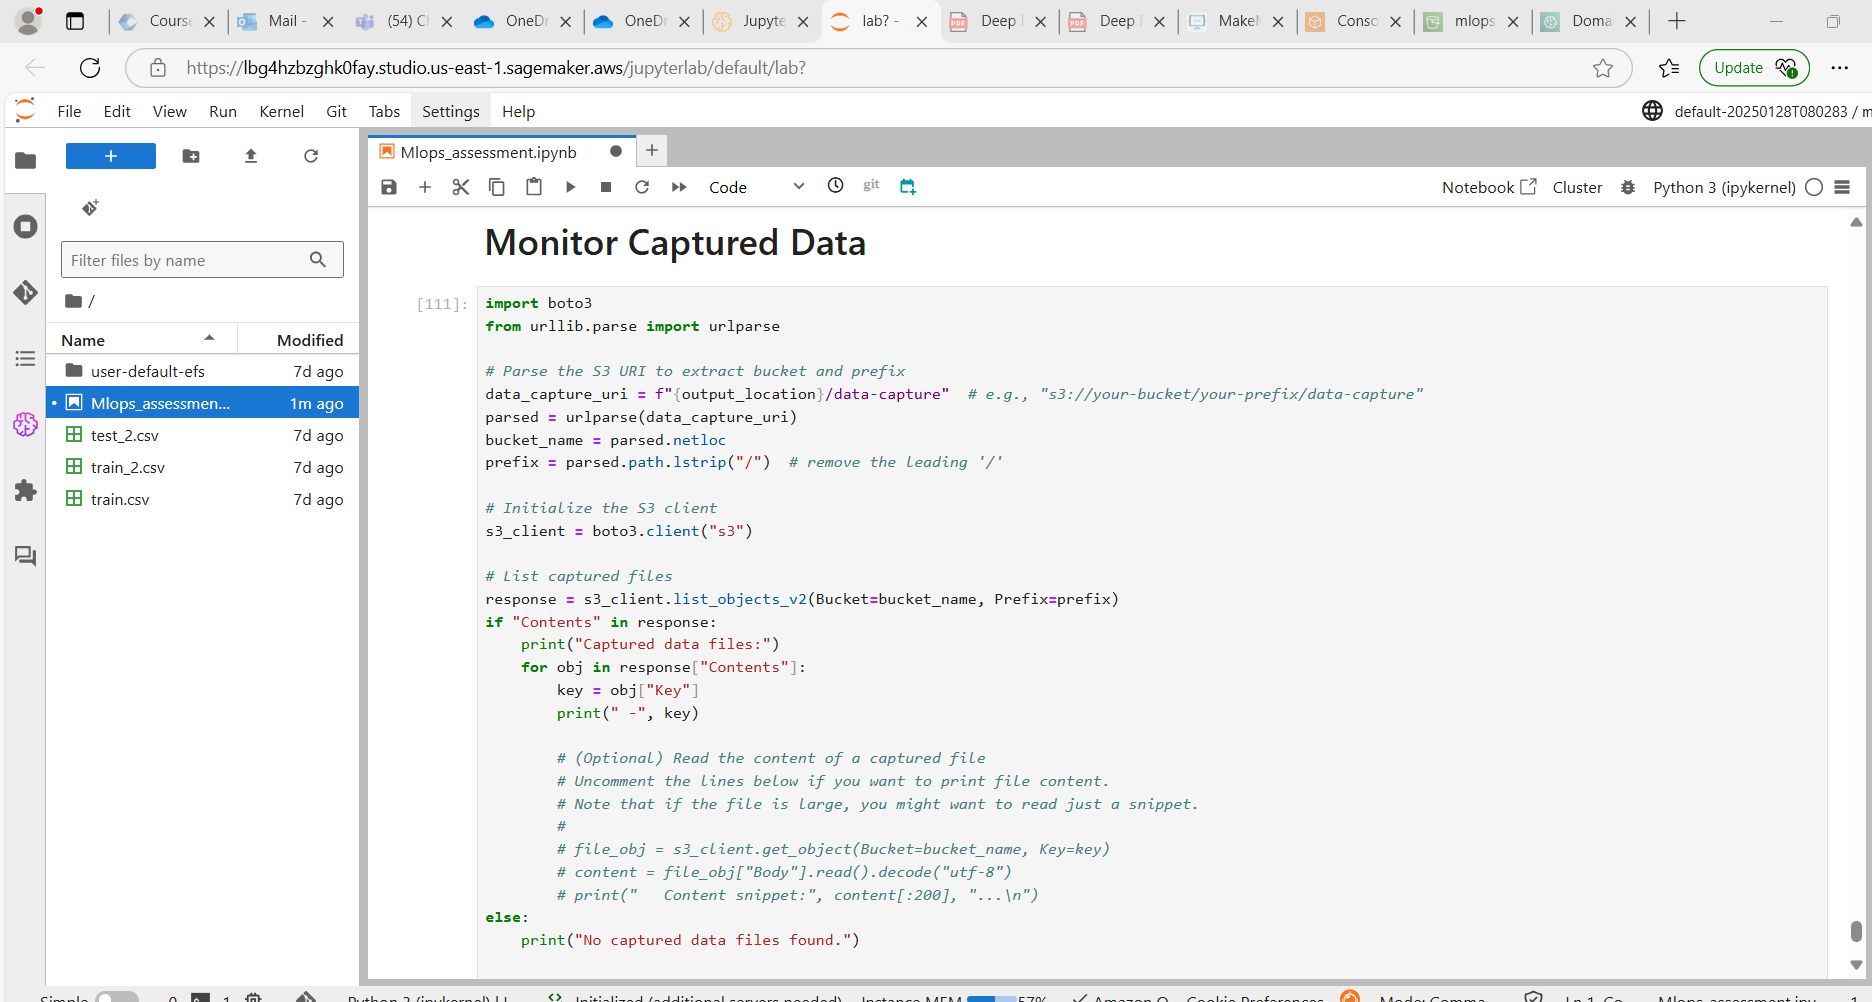 Course
Mail -
(54) Ch
OneDr
OneDr
Jupyte
lab? -
Deep
Deep
MakeM
Conso
mlops
Domai
https://lbg4hzbzghk0fay.studio.us-east-1.sagemaker.aws/jupyterlab/default/lab?
Update
File Edit View Run Kernel Git Tabs Settings Help
default-20250128T080283 / m
Mlops_assessment.ipynb
Code
git
Notebook Cluster Python 3 (ipykernel)
Filter files by name
/
Name Modified
user-default-efs 7d ago
Mlops_assessmen... 1m ago
test_2.csv 7d ago
train_2.csv 7d ago
train.csv 7d ago
Monitor Captured Data
[111]:
import boto3
from urllib.parse import urlparse
# Parse the S3 URI to extract bucket and prefix
data_capture_uri = f"{output_location}/data-capture"  # e.g., "s3://your-bucket/your-prefix/data-capture"
parsed = urlparse(data_capture_uri)
bucket_name = parsed.netloc
prefix = parsed.path.lstrip("/")  # remove the leading '/'
# Initialize the S3 client
s3_client = boto3.client("s3")
# List captured files
response = s3_client.list_objects_v2(Bucket=bucket_name, Prefix=prefix)
if "Contents" in response:
    print("Captured data files:")
    for obj in response["Contents"]:
        key = obj["Key"]
        print(" -", key)
        # (Optional) Read the content of a captured file
        # Uncomment the lines below if you want to print file content.
        # Note that if the file is large, you might want to read just a snippet.
        #
        # file_obj = s3_client.get_object(Bucket=bucket_name, Key=key)
        # content = file_obj["Body"].read().decode("utf-8")
        # print("   Content snippet:", content[:200], "...\n")
else:
    print("No captured data files found.")
Simple 0 1 Python 3 (ipykernel) | I Initialized (additional servers needed) Instance MEM 57% Amazon Q Cookie Preferences Mode: Comma Ln 1, Co Mlops_assessment.ipy 1